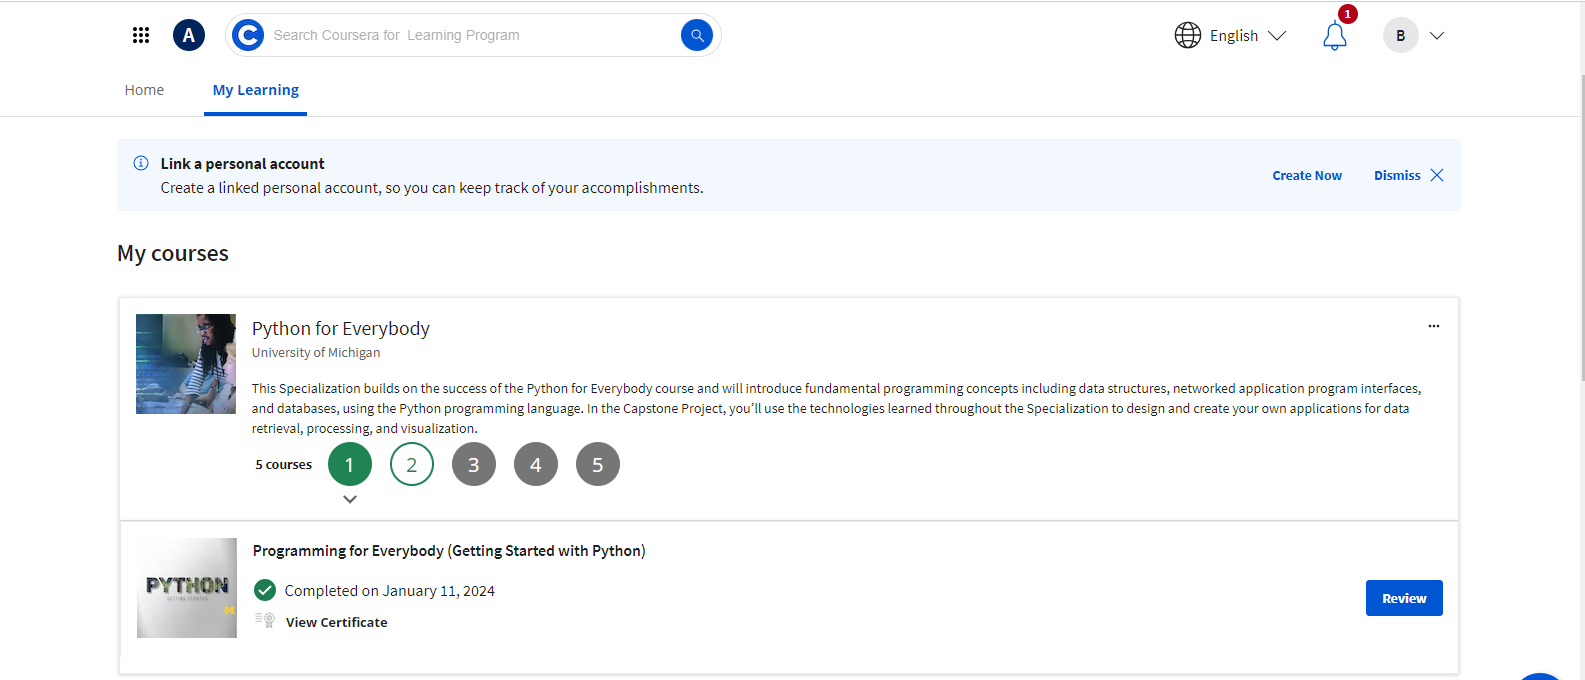 A
C
Search Coursera for Learning Program
English
1
B
Home
My Learning
Link a personal account
Create a linked personal account, so you can keep track of your accomplishments.
Create Now
Dismiss
My courses
Python for Everybody
University of Michigan
This Specialization builds on the success of the Python for Everybody course and will introduce fundamental programming concepts including data structures, networked application program interfaces,
and databases, using the Python programming language. In the Capstone Project, you’ll use the technologies learned throughout the Specialization to design and create your own applications for data
retrieval, processing, and visualization.
5 courses 1 2 3 4 5
PYTHON
GETTING STARTED
M
Programming for Everybody (Getting Started with Python)
Completed on January 11, 2024
View Certificate
Review